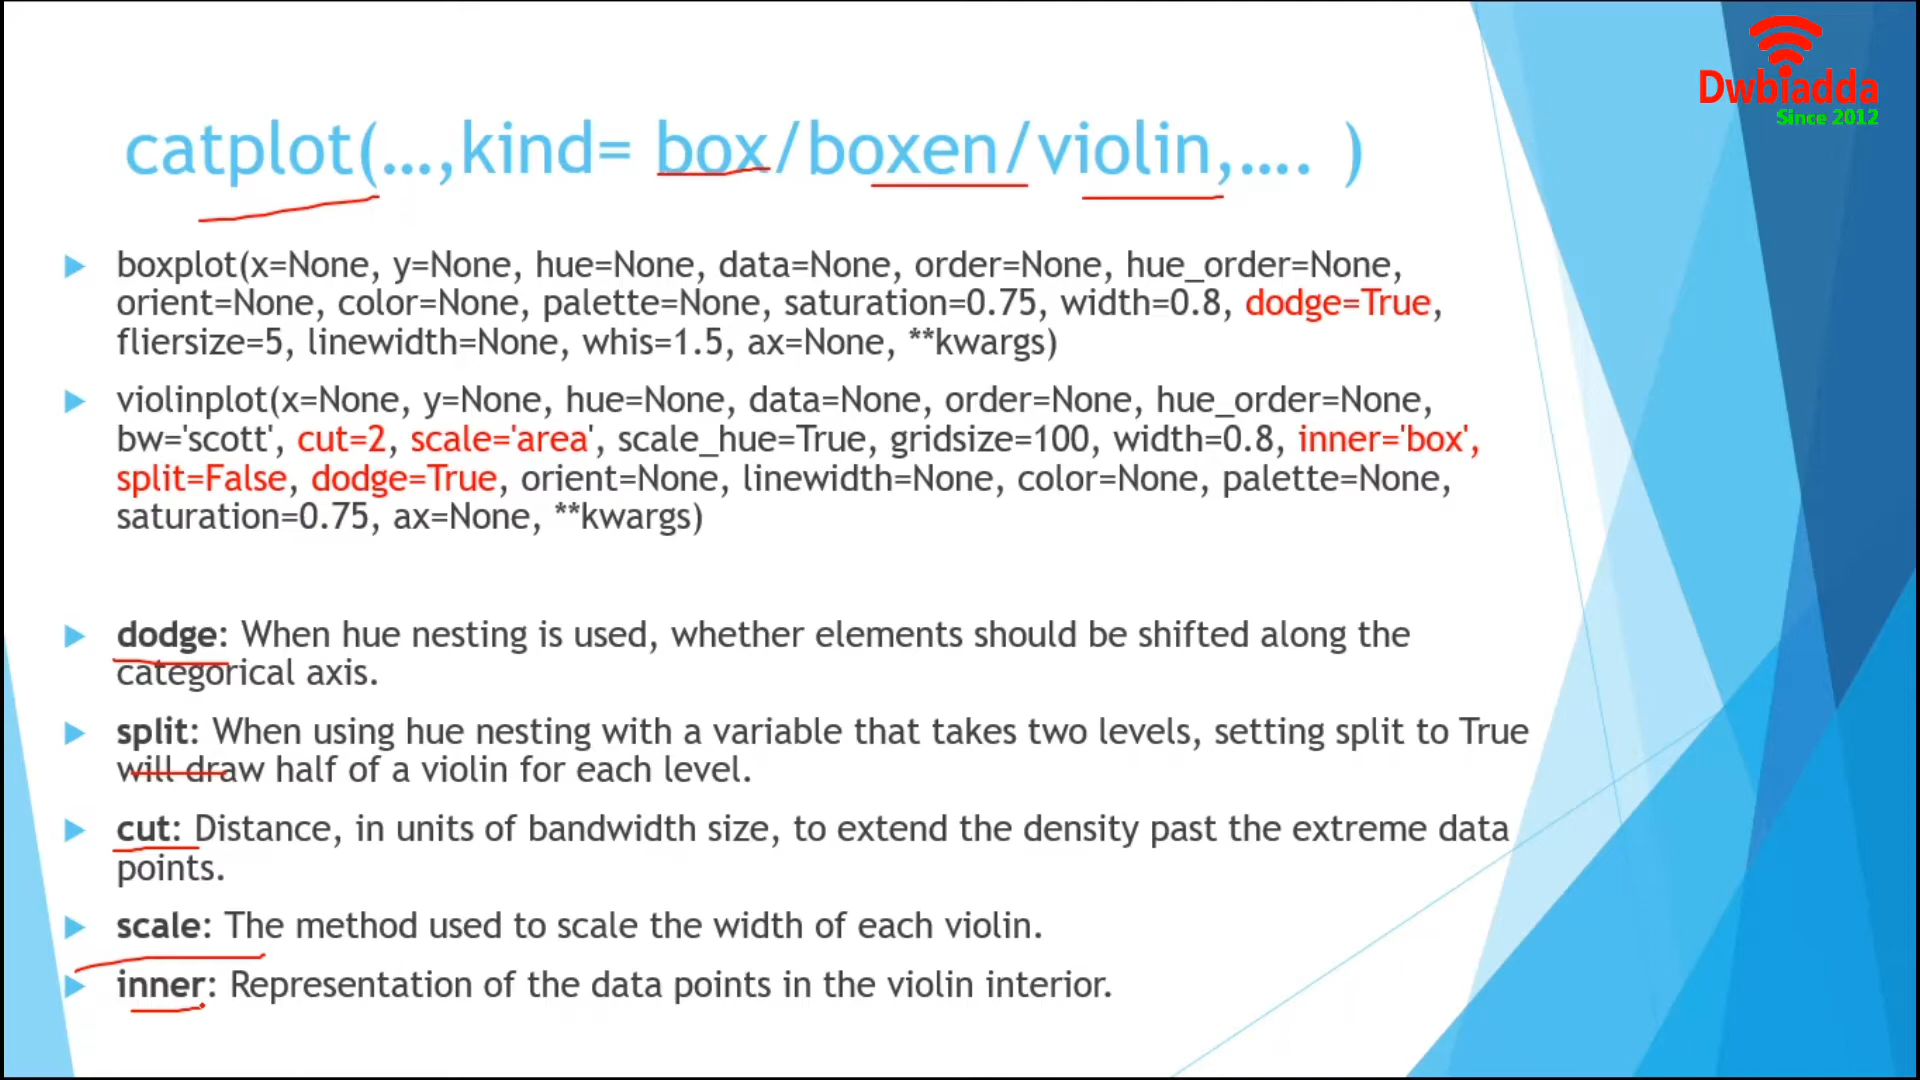 Dwbiadda
Since 2012
catplot(…,kind= box/boxen/violin,…. )
boxplot(x=None, y=None, hue=None, data=None, order=None, hue_order=None,
orient=None, color=None, palette=None, saturation=0.75, width=0.8, dodge=True,
fliersize=5, linewidth=None, whis=1.5, ax=None, **kwargs)
violinplot(x=None, y=None, hue=None, data=None, order=None, hue_order=None,
bw='scott', cut=2, scale='area', scale_hue=True, gridsize=100, width=0.8, inner='box',
split=False, dodge=True, orient=None, linewidth=None, color=None, palette=None,
saturation=0.75, ax=None, **kwargs)
dodge: When hue nesting is used, whether elements should be shifted along the
categorical axis.
split: When using hue nesting with a variable that takes two levels, setting split to True
will draw half of a violin for each level.
cut: Distance, in units of bandwidth size, to extend the density past the extreme data
points.
scale: The method used to scale the width of each violin.
inner: Representation of the data points in the violin interior.